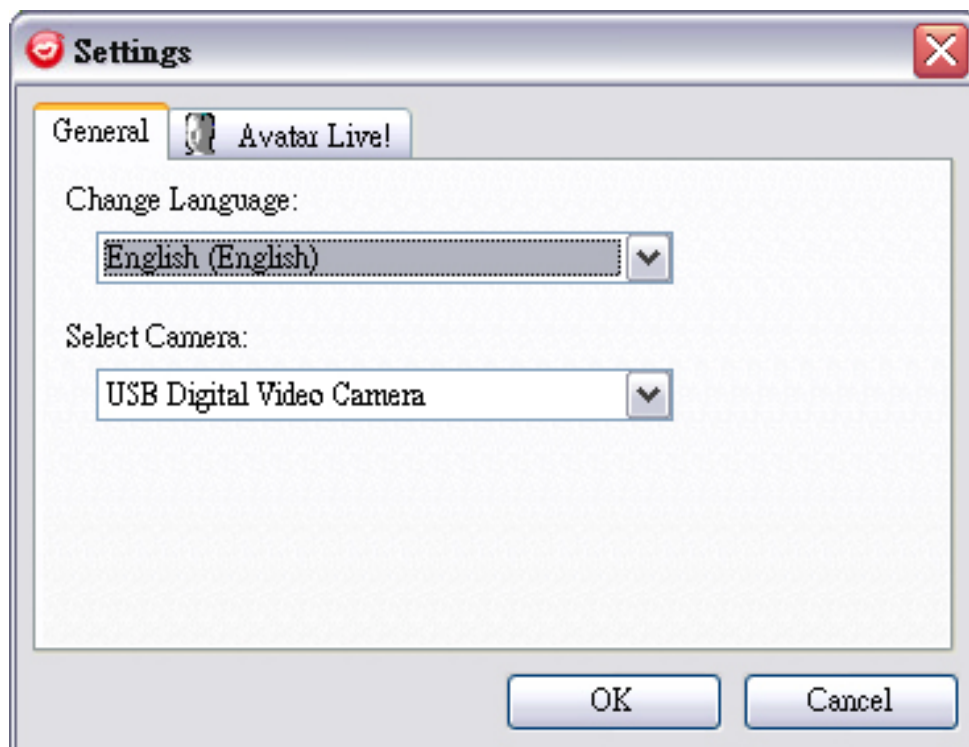 Settings
General
Avatar Live!
Change Language:
English (English)
Select Camera:
USB Digital Video Camera
OK
Cancel